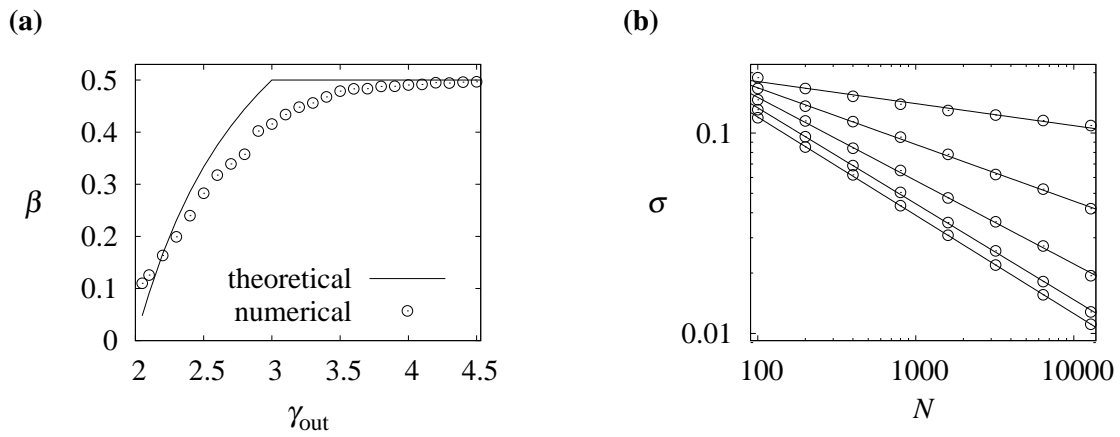 (a)
0.5
0.4
0.3
0.2
0.1
0
β
theoretical
numerical
2 2.5 3 3.5 4 4.5
γout
(b)
0.1
0.01
σ
100 1000 10000
N